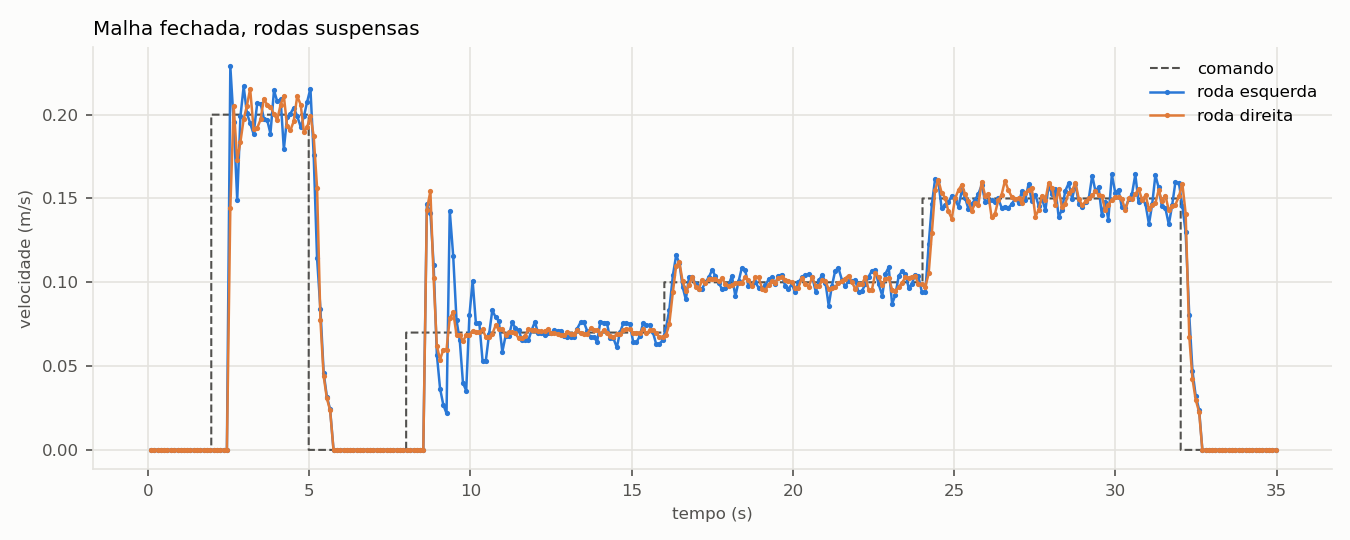 Malha fechada, rodas suspensas
comando
roda esquerda
roda direita
velocidade (m/s)
0.20
0.15
0.10
0.05
0.00
0 5 10 15 20 25 30 35
tempo (s)